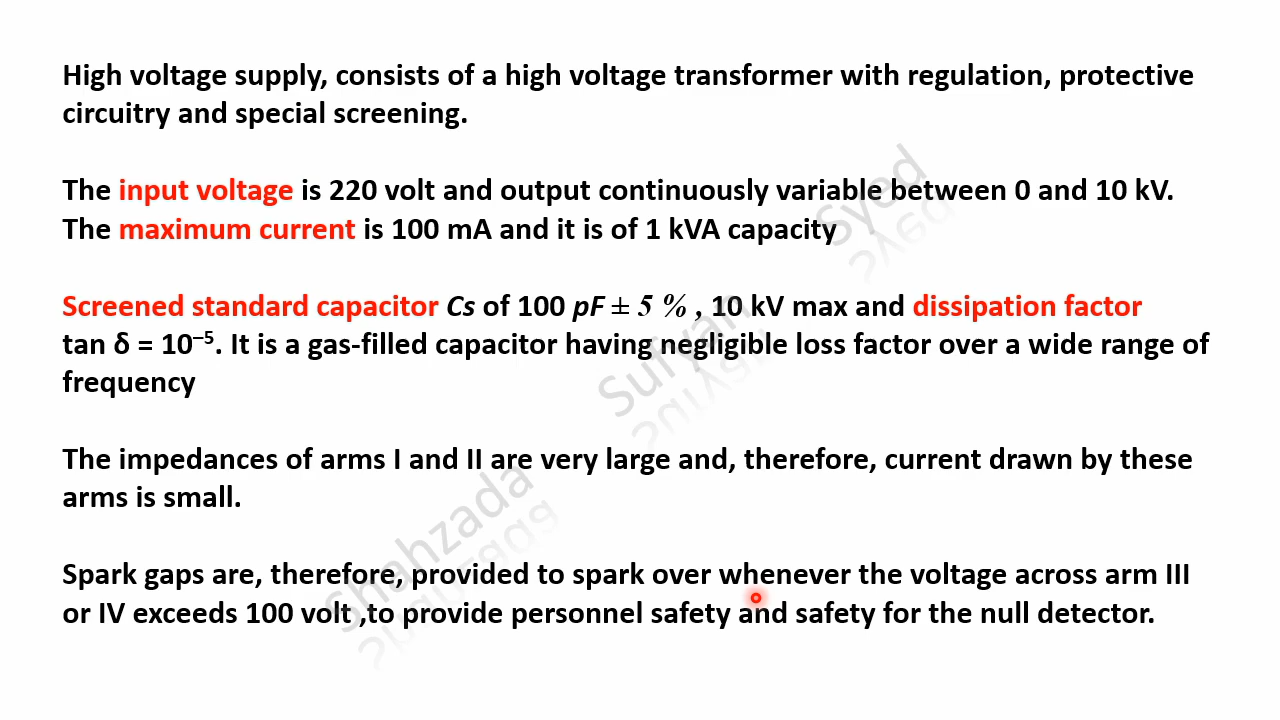 High voltage supply, consists of a high voltage transformer with regulation, protective
circuitry and special screening.
The input voltage is 220 volt and output continuously variable between 0 and 10 kV.
The maximum current is 100 mA and it is of 1 kVA capacity
Screened standard capacitor Cs of 100 pF ± 5 % , 10 kV max and dissipation factor
tan δ = 10⁻⁵. It is a gas-filled capacitor having negligible loss factor over a wide range of
frequency
The impedances of arms I and II are very large and, therefore, current drawn by these
arms is small.
Spark gaps are, therefore, provided to spark over whenever the voltage across arm III
or IV exceeds 100 volt ,to provide personnel safety and safety for the null detector.
Syed
Sufyan
Shahzada